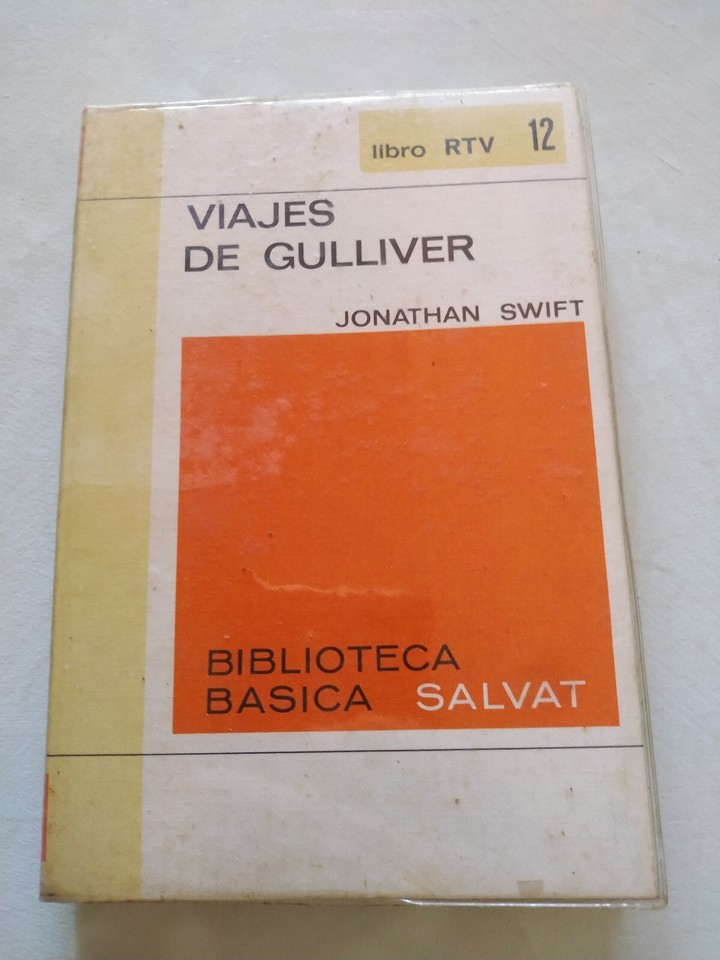 libro RTV 12
VIAJES
DE GULLIVER
JONATHAN SWIFT
BIBLIOTECA
BASICA SALVAT